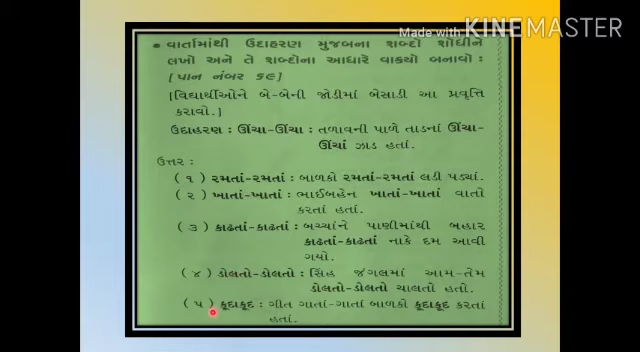 Made with KINEMASTER
• વાર્તામાંથી ઉદાહરણ મુજબના શબ્દો શોધીને
લખો અને તે શબ્દોના આધારે વાક્યો બનાવો :
[પાન નંબર ૬૯]
[વિદ્યાર્થીઓને બે-બેની જોડીમાં બેસાડી આ પ્રવૃત્તિ
કરાવો.]
ઉદાહરણ : ઊંચા-ઊંચા : તળાવની પાળે તાડનાં ઊંચા-
ઊંચાં ઝાડ હતાં.
ઉત્તર :
(૧) રમતાં-રમતાં : બાળકો રમતાં-રમતાં લડી પડ્યાં.
(૨) ખાતાં-ખાતાં : ભાઈબહેન ખાતાં-ખાતાં વાતો
કરતાં હતાં.
(૩) કાઢતાં-કાઢતાં : બચ્ચાંને પાણીમાંથી બહાર
કાઢતાં-કાઢતાં નાકે દમ આવી
ગયો.
(૪) ડોલતો-ડોલતો : સિંહ જંગલમાં આમ-તેમ
ડોલતો-ડોલતો ચાલતો હતો.
(૫) કૂદાકૂદ : ગીત ગાતાં-ગાતાં બાળકો કૂદાકૂદ કરતાં
હતાં.